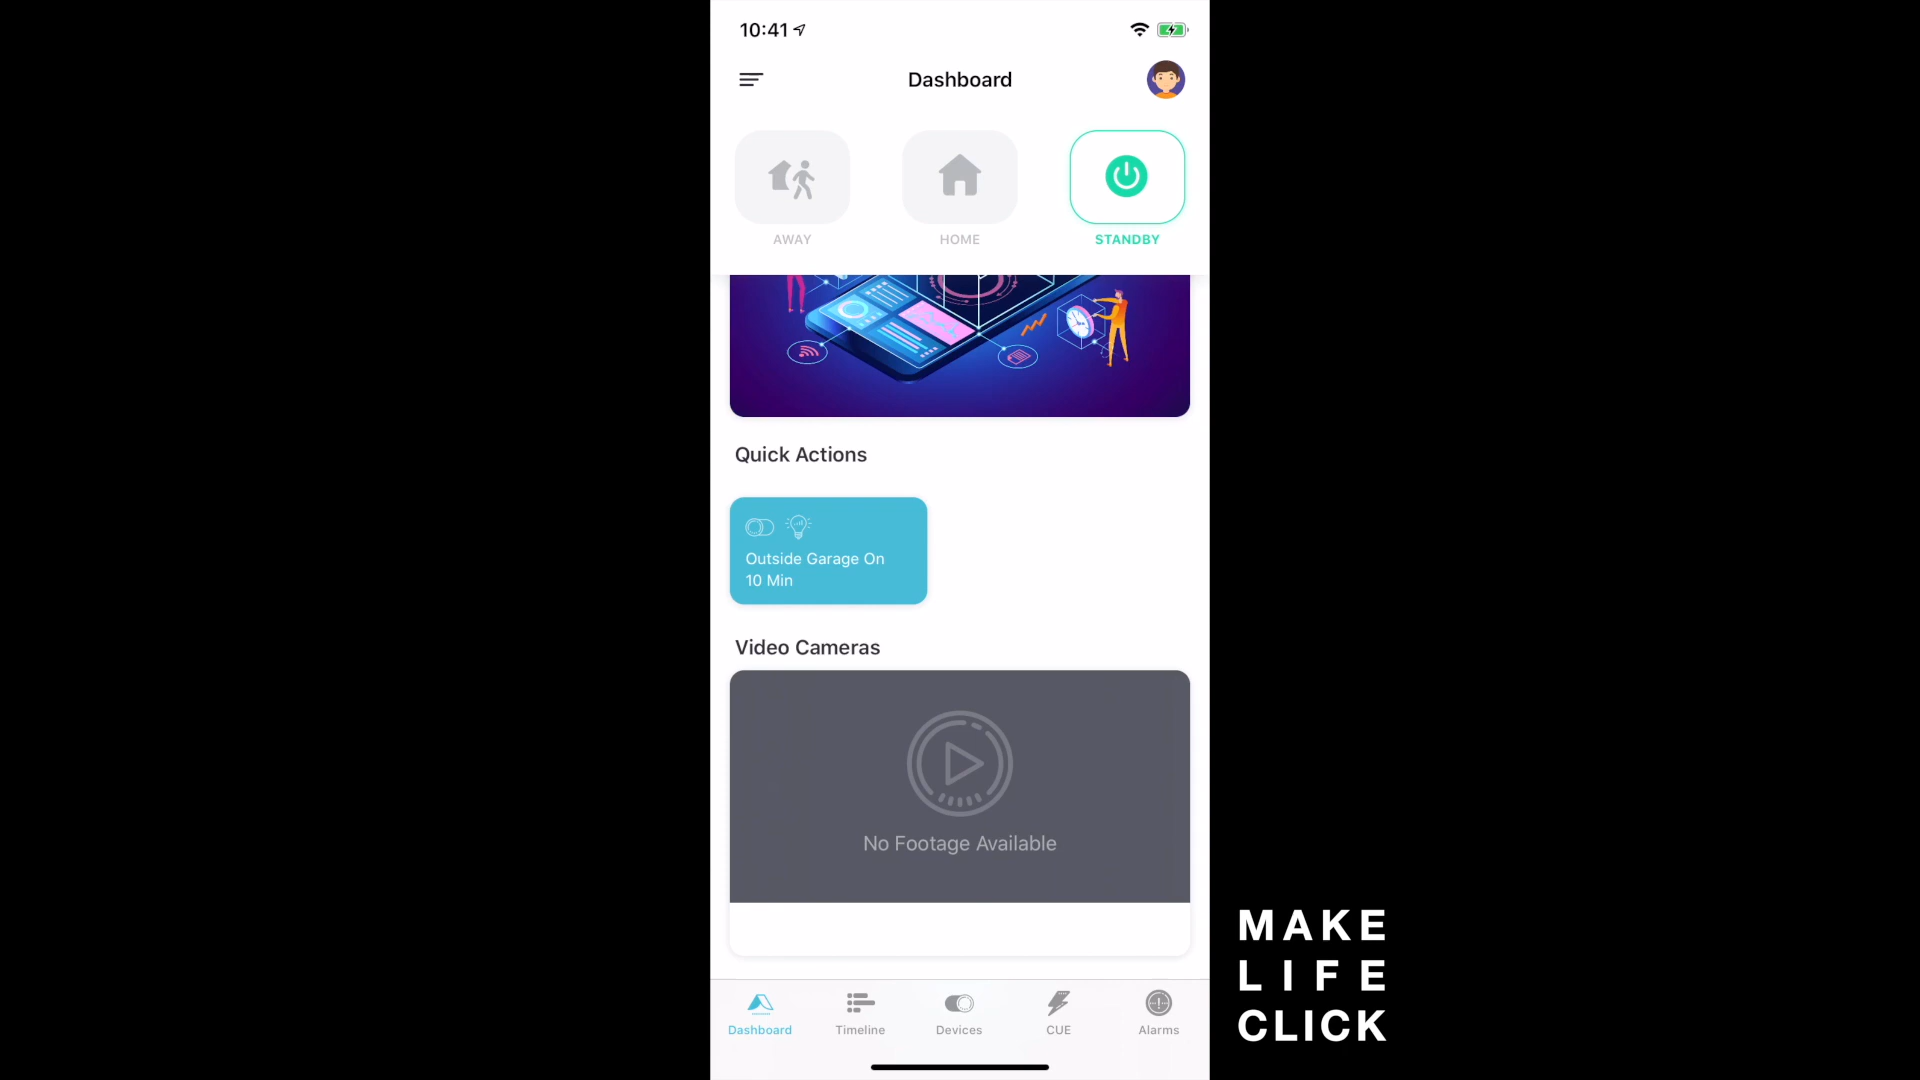 10:41
Dashboard
AWAY
HOME
STANDBY
Quick Actions
Outside Garage On
10 Min
Video Cameras
No Footage Available
Dashboard
Timeline
Devices
CUE
Alarms
MAKE
LIFE
CLICK